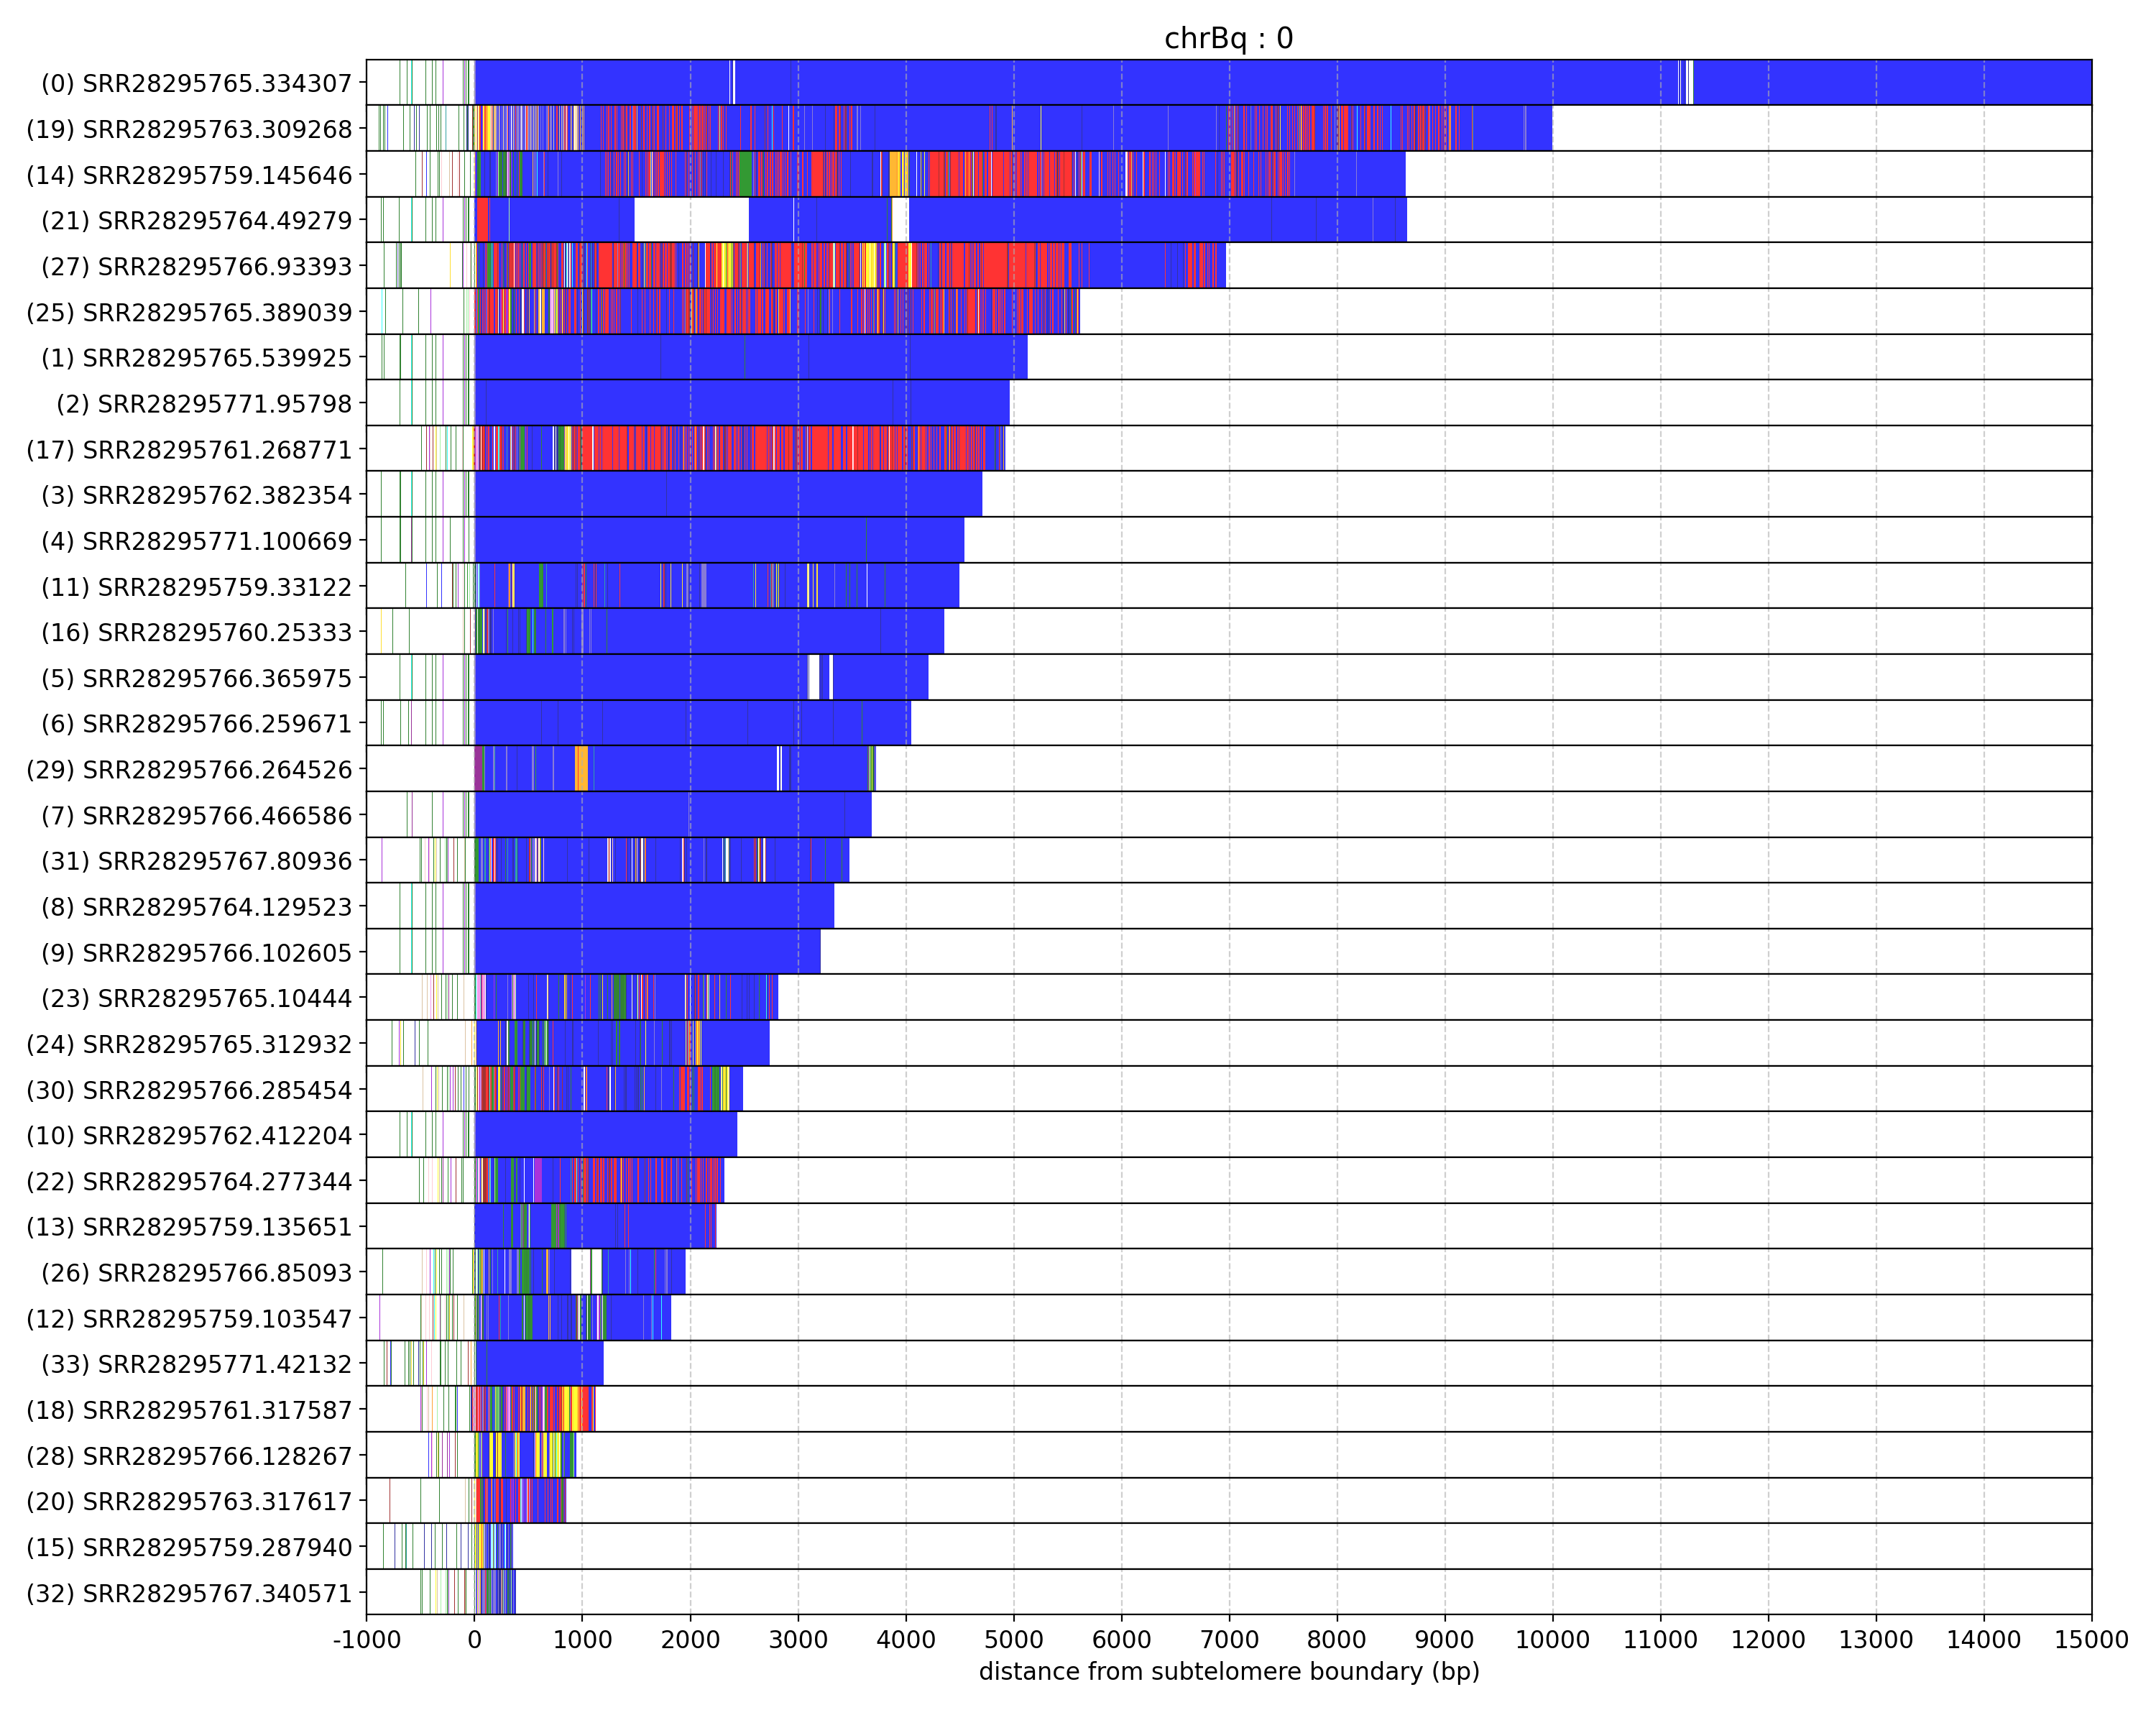 chrBq : 0
(0) SRR28295765.334307
(19) SRR28295763.309268
(14) SRR28295759.145646
(21) SRR28295764.49279
(27) SRR28295766.93393
(25) SRR28295765.389039
(1) SRR28295765.539925
(2) SRR28295771.95798
(17) SRR28295761.268771
(3) SRR28295762.382354
(4) SRR28295771.100669
(11) SRR28295759.33122
(16) SRR28295760.25333
(5) SRR28295766.365975
(6) SRR28295766.259671
(29) SRR28295766.264526
(7) SRR28295766.466586
(31) SRR28295767.80936
(8) SRR28295764.129523
(9) SRR28295766.102605
(23) SRR28295765.10444
(24) SRR28295765.312932
(30) SRR28295766.285454
(10) SRR28295762.412204
(22) SRR28295764.277344
(13) SRR28295759.135651
(26) SRR28295766.85093
(12) SRR28295759.103547
(33) SRR28295771.42132
(18) SRR28295761.317587
(28) SRR28295766.128267
(20) SRR28295763.317617
(15) SRR28295759.287940
(32) SRR28295767.340571
-1000 0 1000 2000 3000 4000 5000 6000 7000 8000 9000 10000 11000 12000 13000 14000 15000
distance from subtelomere boundary (bp)